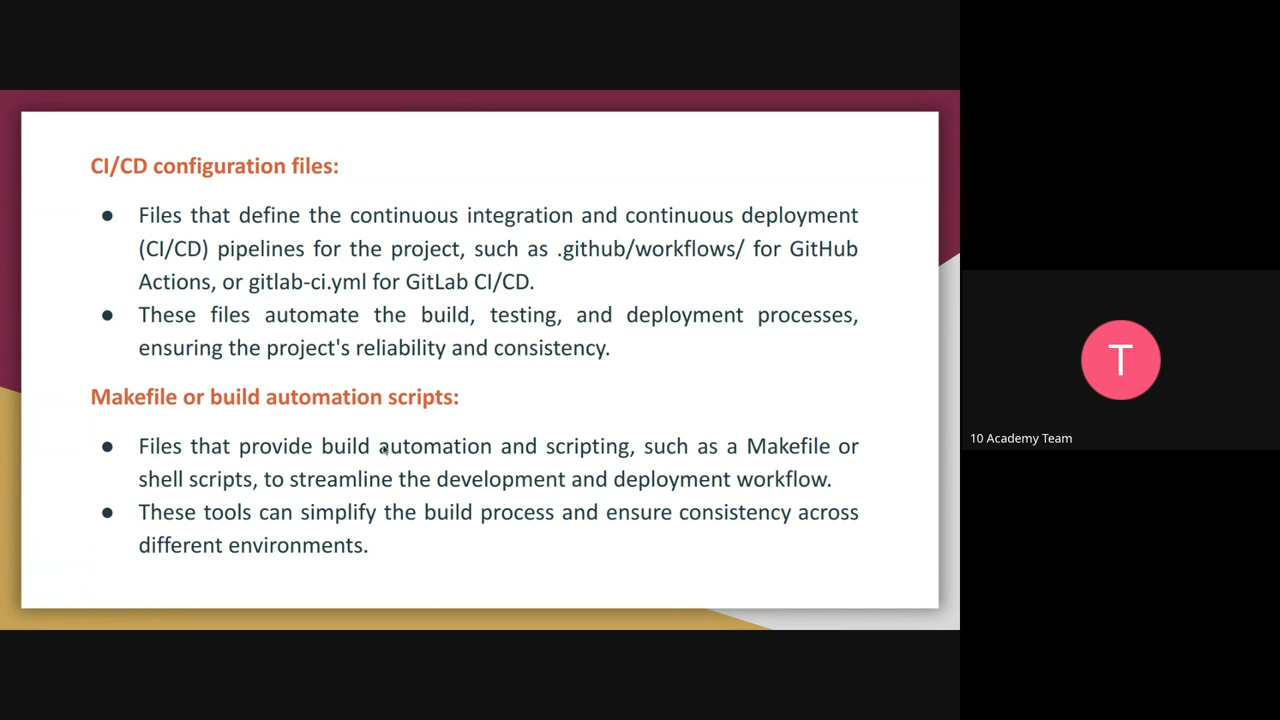 CI/CD configuration files:
● Files that define the continuous integration and continuous deployment
(CI/CD) pipelines for the project, such as .github/workflows/ for GitHub
Actions, or gitlab-ci.yml for GitLab CI/CD.
● These files automate the build, testing, and deployment processes,
ensuring the project's reliability and consistency.
Makefile or build automation scripts:
● Files that provide build automation and scripting, such as a Makefile or
shell scripts, to streamline the development and deployment workflow.
● These tools can simplify the build process and ensure consistency across
different environments.
T
10 Academy Team